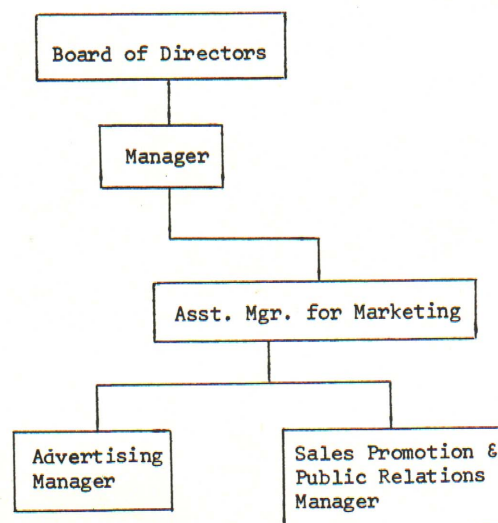 Board of Directors
Manager
Asst. Mgr. for Marketing
Advertising
Manager
Sales Promotion &
Public Relations
Manager